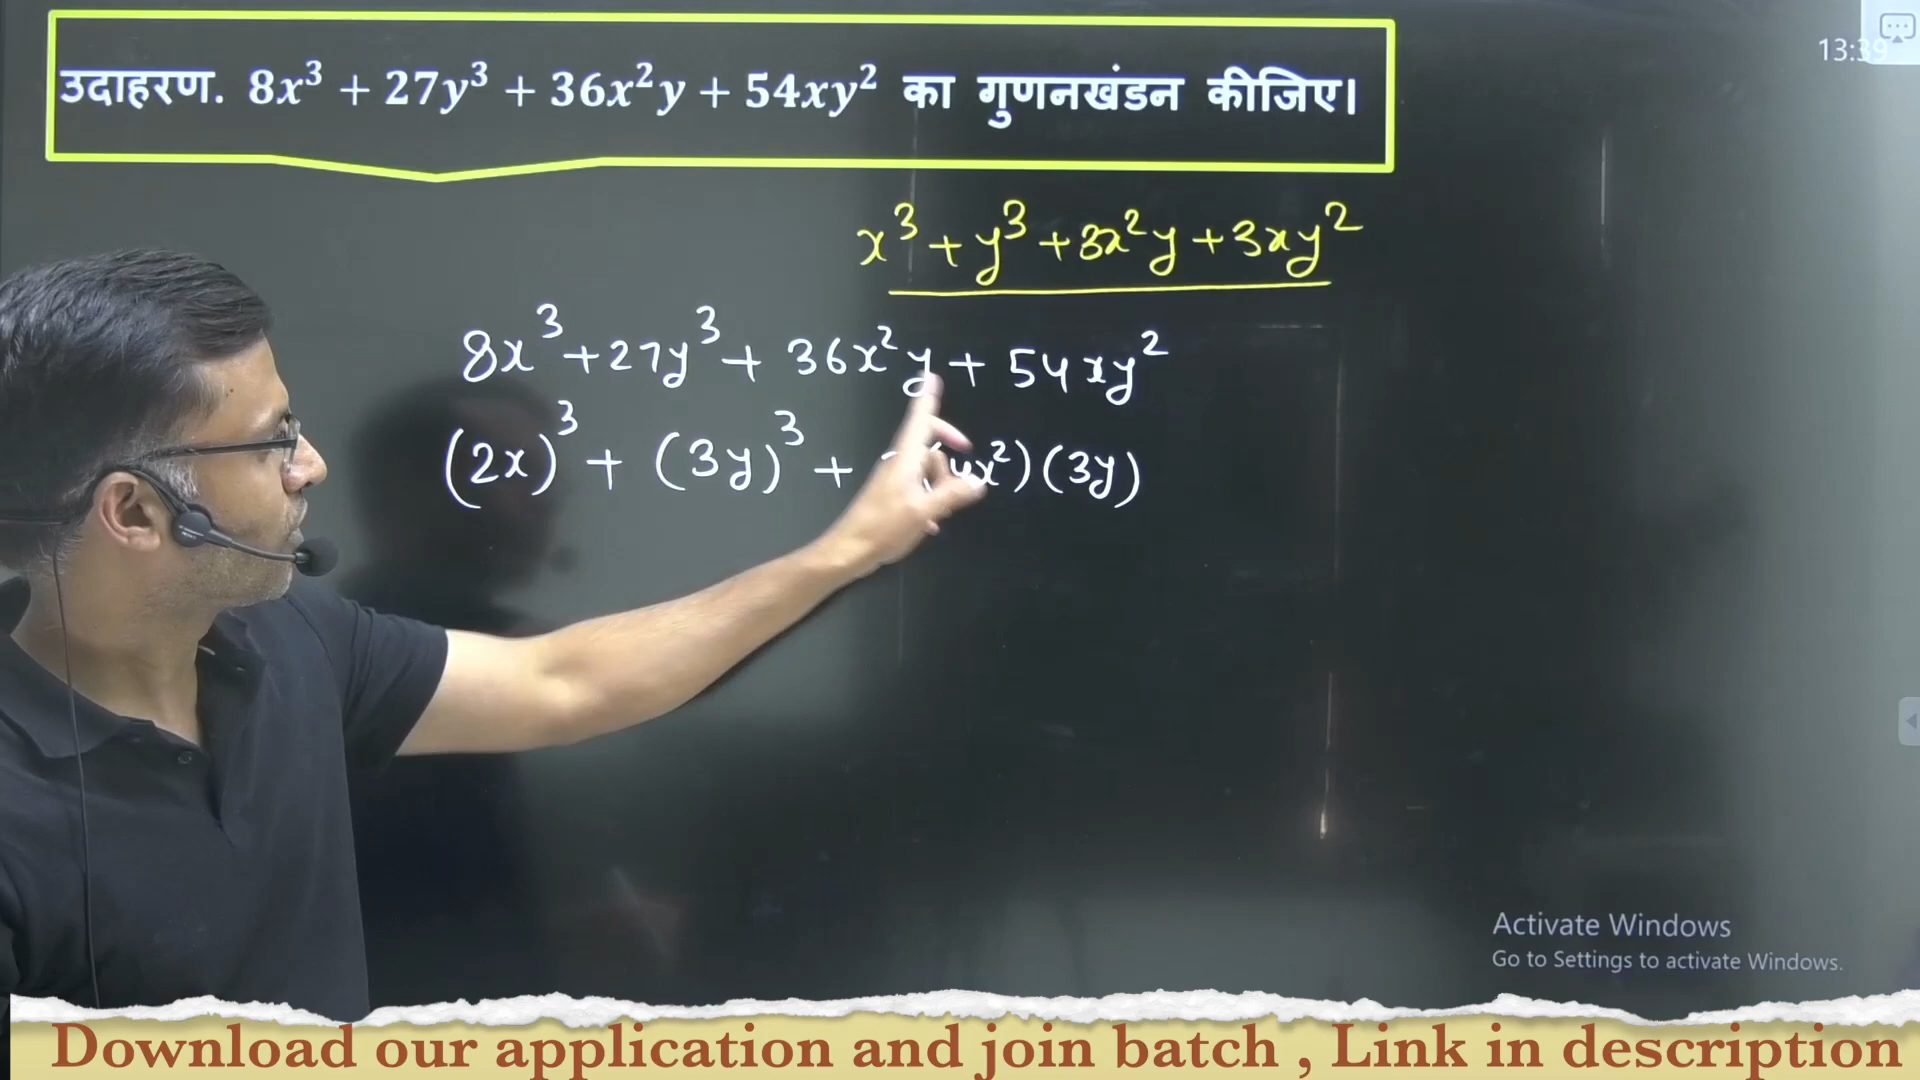 13:39
उदाहरण. 8x³ + 27y³ + 36x²y + 54xy² का गुणनखंडन कीजिए।
x³ + y³ + 3x²y + 3xy²
8x³ + 27y³ + 36x²y + 54xy²
(2x)³ + (3y)³ + (4x²)(3y)
Activate Windows
Go to Settings to activate Windows.
Download our application and join batch , Link in description